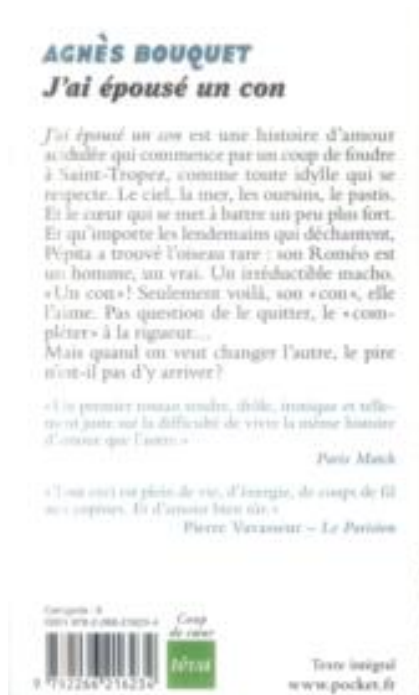 AGNÈS BOUQUET
J'ai épousé un con
J'ai épousé un con est une histoire d'amour
acidulée qui commence par un coup de foudre
à Saint-Tropez, comme toute idylle qui se
respecte. Le ciel, la mer, les oursins, le pastis.
Et le cœur qui se met à battre un peu plus fort.
Et qu'importe les lendemains qui déchantent,
Pépita a trouvé l'oiseau rare : son Roméo est
un homme, un vrai. Un irréductible macho.
«Un con»! Seulement voilà, son «con», elle
l'aime. Pas question de le quitter, le «com-
pléter» à la rigueur...
Mais quand on veut changer l'autre, le pire
n'est-il pas d'y arriver?
«Un premier roman tendre, drôle, ironique et telle-
ment juste sur la difficulté de vivre la même histoire
d'amour que l'autre.»
Paris Match
«Tout ceci est plein de vie, d'énergie, de coups de fil
aux copines. Et d'amour bien sûr.»
Pierre Vavasseur – Le Parisien
Coup
de cœur
9 782266 216234
Texte intégral
www.pocket.fr